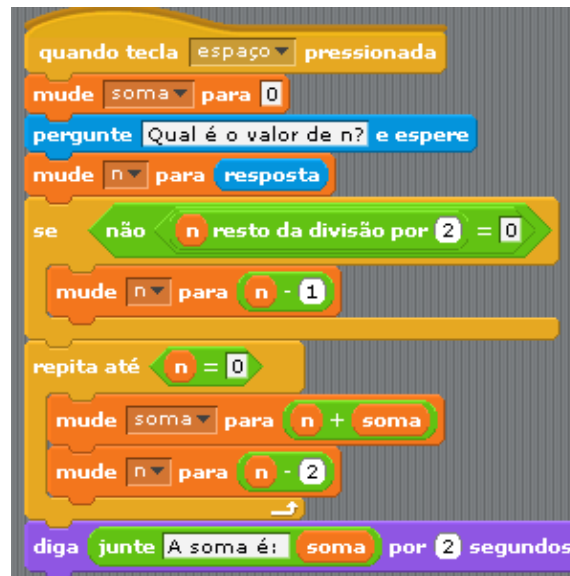 quando tecla espaço pressionada
mude soma para 0
pergunte Qual é o valor de n? e espere
mude n para resposta
se não n resto da divisão por 2 = 0
mude n para n - 1
repita até n = 0
mude soma para n + soma
mude n para n - 2
diga junte A soma é: soma por 2 segundos